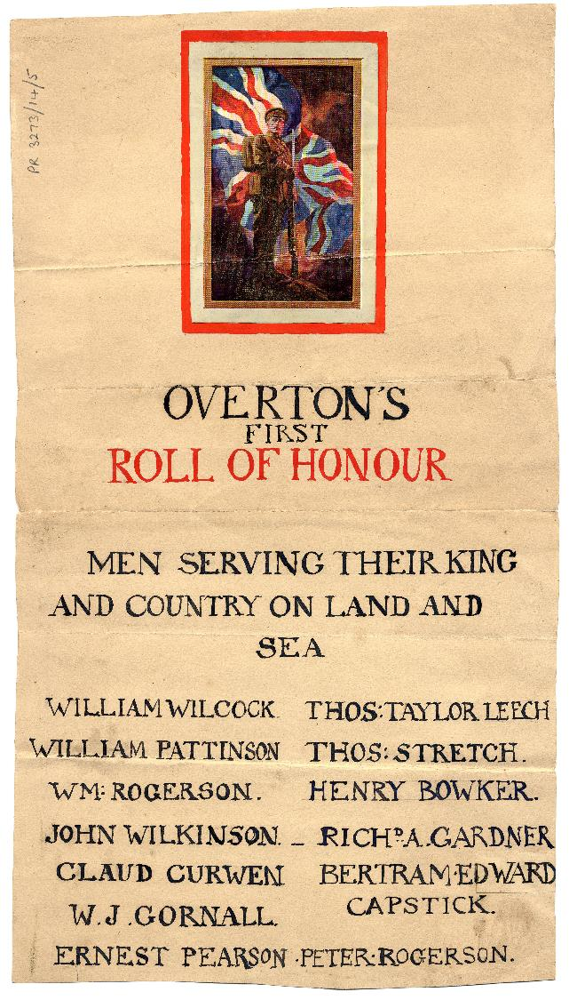 PR 3273/14/5
OVERTON'S
FIRST
ROLL OF HONOUR
MEN SERVING THEIR KING
AND COUNTRY ON LAND AND
SEA
WILLIAM WILCOCK. THOS: TAYLOR LEECH
WILLIAM PATTINSON THOS: STRETCH.
WM: ROGERSON. HENRY BOWKER.
JOHN WILKINSON. _ RICHD. A. GARDNER
CLAUD CURWEN BERTRAM·EDWARD
CAPSTICK.
W.J. GORNALL.
ERNEST PEARSON · PETER·ROGERSON.